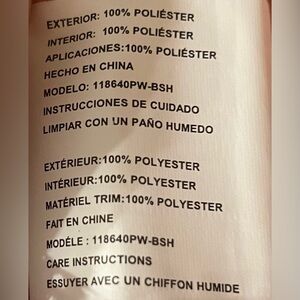 EXTERIOR: 100% POLIÉSTER
INTERIOR: 100% POLIÉSTER
APLICACIONES:100% POLIÉSTER
HECHO EN CHINA
MODELO: 118640PW-BSH
INSTRUCCIONES DE CUIDADO
LIMPIAR CON UN PAÑO HUMEDO
EXTÉRIEUR:100% POLYESTER
INTÉRIEUR:100% POLYESTER
MATÉRIEL TRIM:100% POLYESTER
FAIT EN CHINE
MODÉLE : 118640PW-BSH
CARE INSTRUCTIONS
ESSUYER AVEC UN CHIFFON HUMIDE